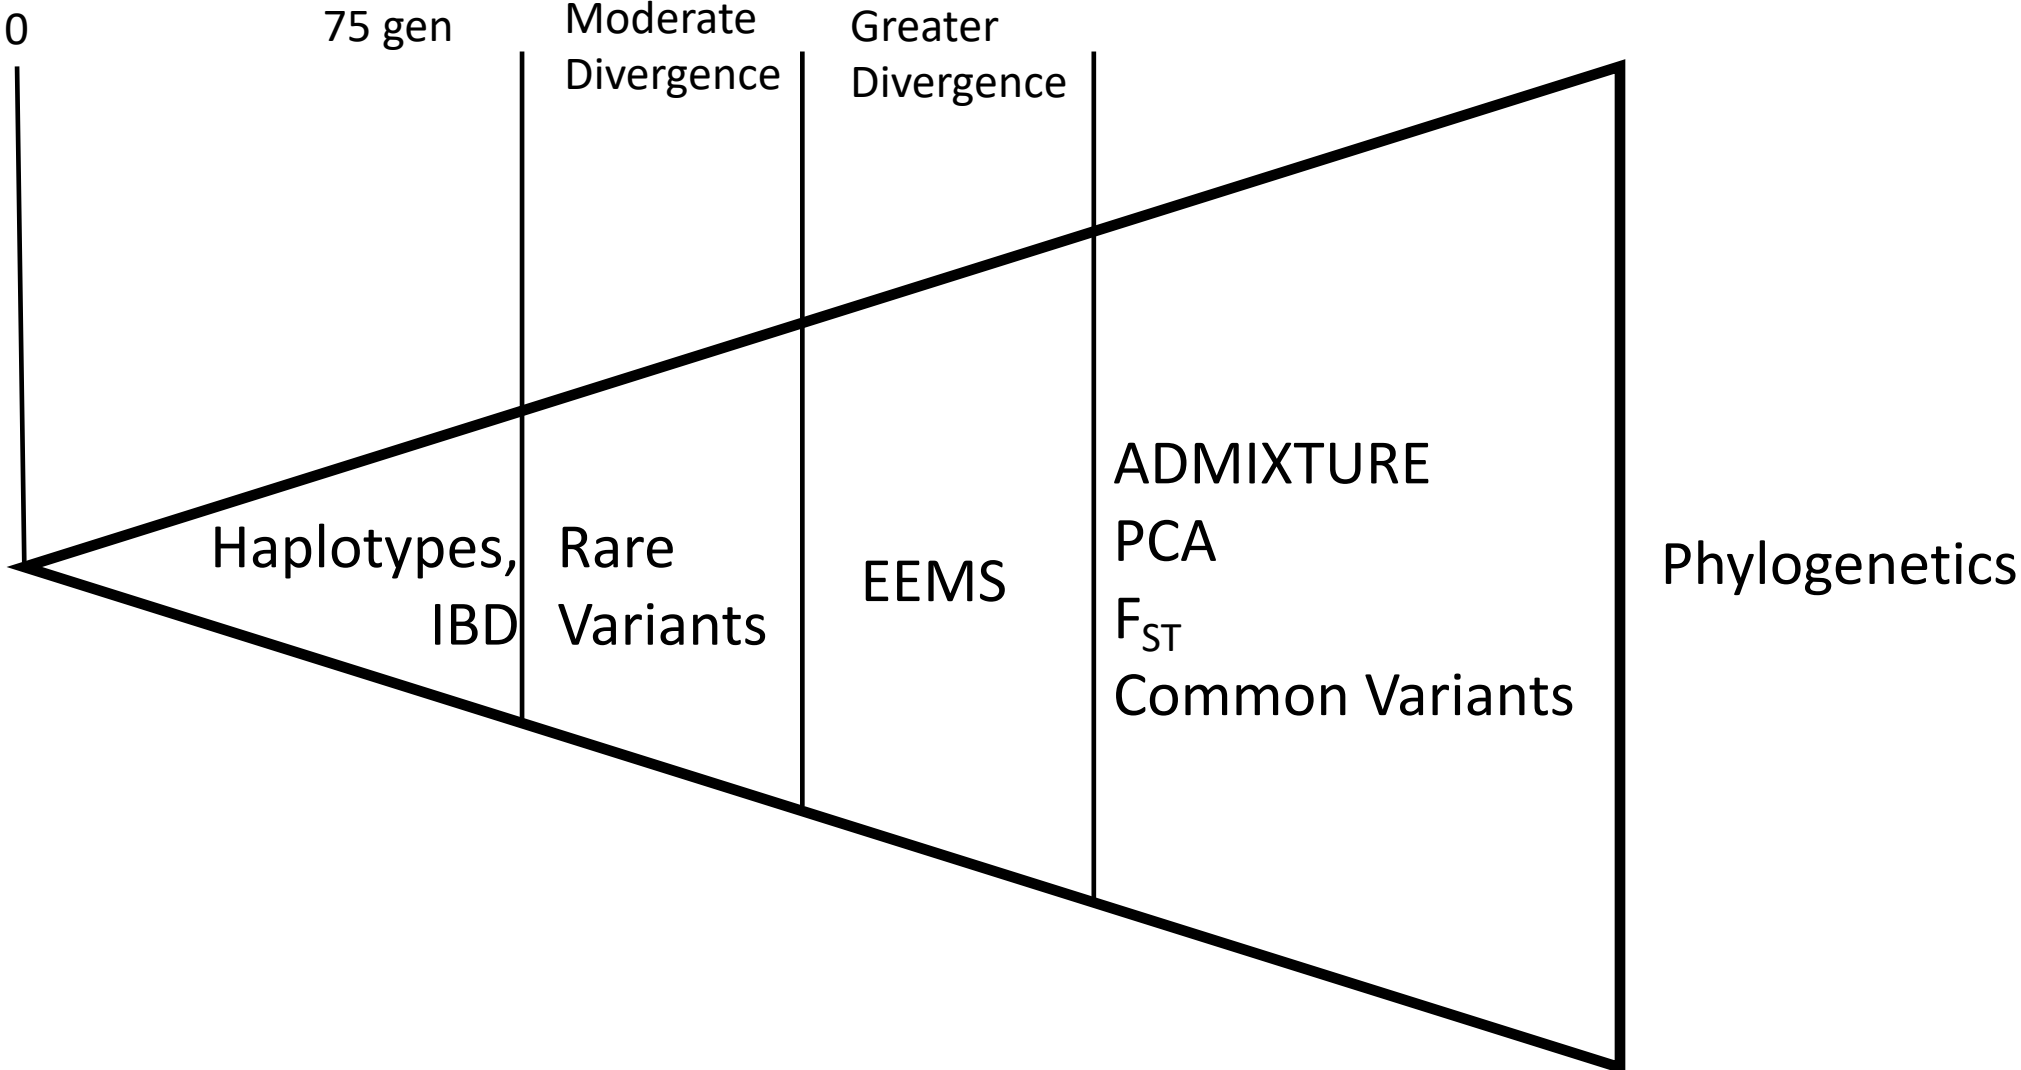 0
75 gen
Moderate
Divergence
Greater
Divergence
Haplotypes,
IBD
Rare
Variants
EEMS
ADMIXTURE
PCA
FST
Common Variants
Phylogenetics